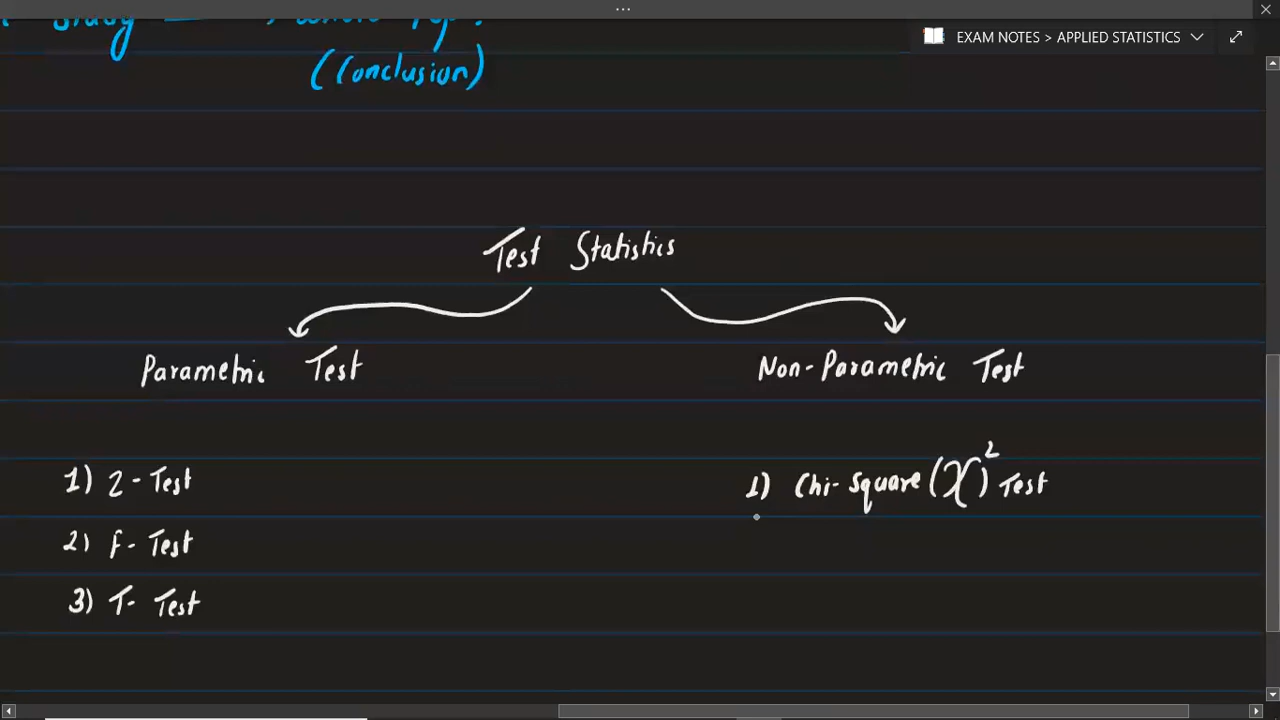 ...
EXAM NOTES > APPLIED STATISTICS
Study
(Conclusion)
Test Statistics
Parametric Test
Non-Parametric Test
1) Z-Test
1) Chi-Square (χ)² Test
2) F-Test
3) T-Test